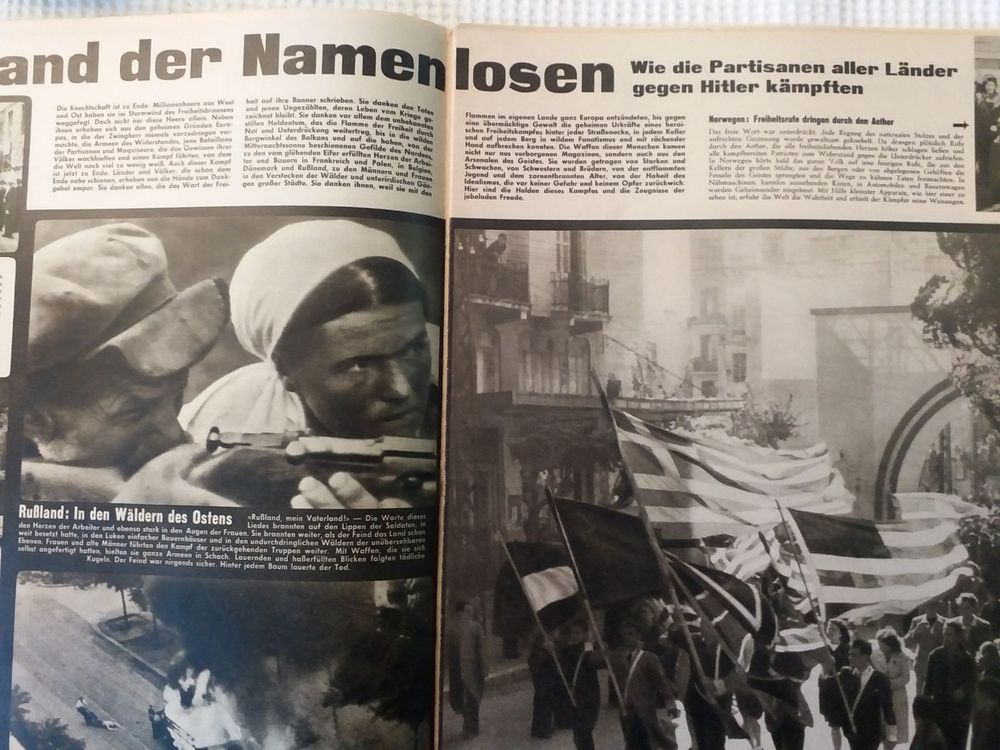 and der Namenlosen
Wie die Partisanen aller Länder
gegen Hitler kämpften
Die Knechtschaft ist zu Ende. Millionenheere aus West
und Ost haben sie im Sturmwind des Freiheitsbrausens
weggefegt! Doch nicht nur diese Heere allein. Neben
ihnen erhoben sich aus den geheimen Gründen Euro-
pas, in die der Zwingherr niemals vorzudringen ver-
mochte, die Armeen des Widerstandes, jene Bataillone
der Partisanen und Maquisarde, die das Gewissen ihrer
Völker wachhielten und einen Kampf führten, von dem
die Welt noch viel zu wenig weiß. Auch dieser Kampf
ist jetzt zu Ende. Länder und Völker, die schon dem
Ende nahe schienen, erheben nun die Hände zum Dank-
gebet empor. Sie danken allen, die das Wort der Frei-
heit auf ihre Banner schrieben. Sie danken den Toten
und jenen Ungezählten, deren Leben vom Kriege ge-
zeichnet blieb. Sie danken vor allem dem unbekannten
stillen Heldentum, das die Flamme der Freiheit durch
Not und Unterdrückung weitertrug, bis in die wilden
Bergwinkel des Balkans und auf die hohen, von der
Mitternachtssonne beschienenen Gefilde des Nordens,
zu den vom glühenden Eifer erfüllten Herzen der Arbei-
ter und Bauern in Frankreich und Polen, in Belgien,
Dänemark und Rußland, zu den Männern und Frauen
in den Verstecken der Wälder und unterirdischen Gän-
gen großer Städte. Sie danken ihnen, weil sie mit den
Flammen im eigenen Lande ganz Europa entzündeten, bis gegen
eine übermächtige Gewalt die geheimen Urkräfte eines heroi-
schen Freiheitskampfes, hinter jeder Straßenecke, in jedem Keller
und auf jedem Berg in wildem Fanatismus und mit rächender
Hand aufbrechen konnten. Die Waffen dieser Menschen kamen
nicht nur aus verborgenen Magazinen, sondern auch aus den
Arsenalen des Geistes. Sie wurden getragen von Starken und
Schwachen, von Schwestern und Brüdern, von der entflammten
Jugend und dem zornentbrannten Alter, von der Hoheit des
Idealismus, die vor keiner Gefahr und keinem Opfer zurückwich.
Hier sind die Helden dieses Kampfes und die Zeugnisse der
jubelnden Freude.
Norwegen: Freiheitsrufe dringen durch den Aether
Das freie Wort war unterdrückt. Jede Regung des nationalen Stolzes und der
aufrechten Gesinnung wurde gewaltsam geknebelt. Da drangen plötzlich Rufe
durch den Aether, die alle freiheitsliebenden Herzen höher schlagen ließen und
alle kampfbereiten Patrioten zum Widerstand gegen die Unterdrücker aufriefen.
In Norwegen hörte bald das ganze Volk auf jene feurigen Rufe, die aus den
Kellern der großen Städte, aus den Bergen oder von abgelegenen Gehöften die
Fesseln des Geistes sprengten und die Wege zu kühnen Taten freimachten. In
Nähmaschinen, harmlos aussehenden Kisten, in Automobilen und Bauernwagen
wurden Geheimsender eingebaut. Mit Hilfe kleinster Apparate, wie hier einer zu
sehen ist, erfuhr die Welt die Wahrheit und erhielt der Kämpfer seine Weisungen.
Rußland: In den Wäldern des Ostens
«Rußland, mein Vaterland!» — Die Worte dieses
Liedes brannten auf den Lippen der Soldaten, in
den Herzen der Arbeiter und ebenso stark in den Augen der Frauen. Sie brannten weiter, als der Feind das Land schon
weit besetzt hatte, in den Luken einfacher Bauernhäuser und in den undurchdringlichen Wäldern der unübersehbaren
Ebenen. Frauen und alte Männer führten den Kampf der zurückgehenden Truppen weiter. Mit Waffen, die sie sich
selbst angefertigt hatten, hielten sie ganze Armeen in Schach. Lauernden und haßerfüllten Blicken folgten tödliche
Kugeln. Der Feind war nirgends sicher. Hinter jedem Baum lauerte der Tod.